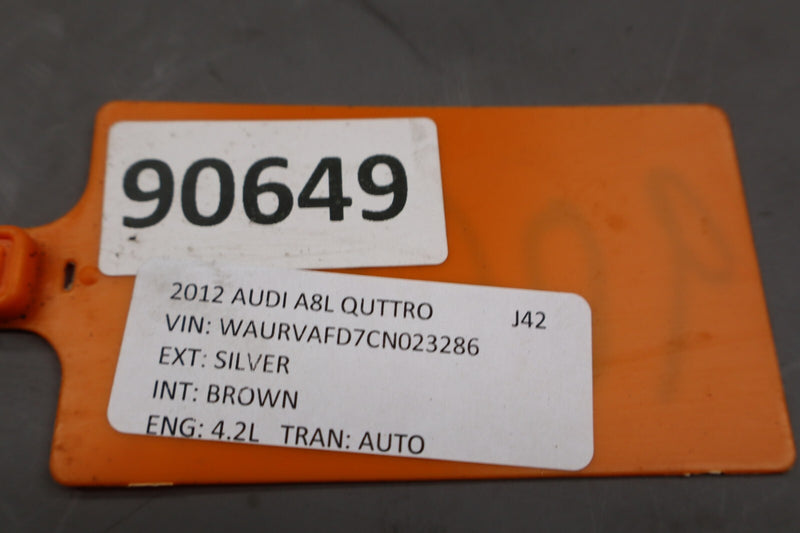 90649
2012 AUDI A8L QUTTRO J42
VIN: WAURVAFD7CN023286
EXT: SILVER
INT: BROWN
ENG: 4.2L TRAN: AUTO